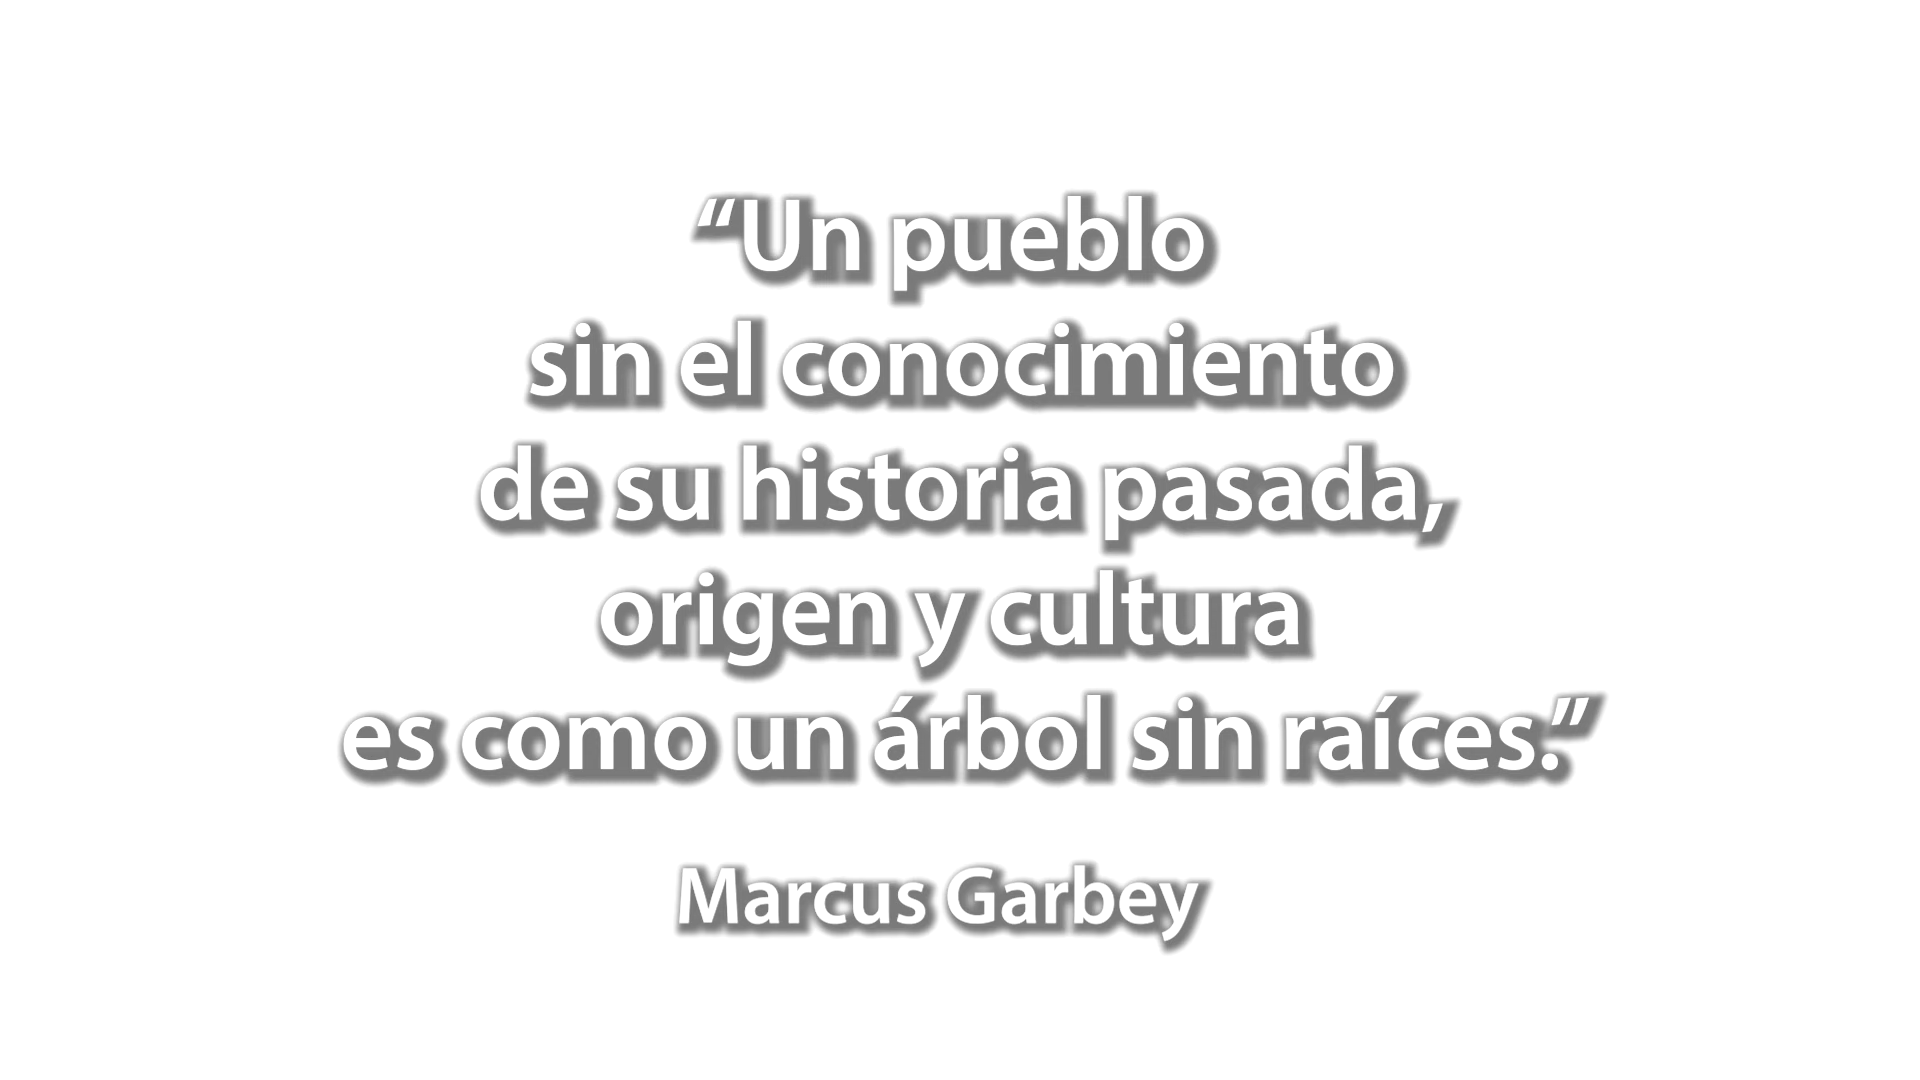 “Un pueblo
sin el conocimiento
de su historia pasada,
origen y cultura
es como un árbol sin raíces.”
Marcus Garbey